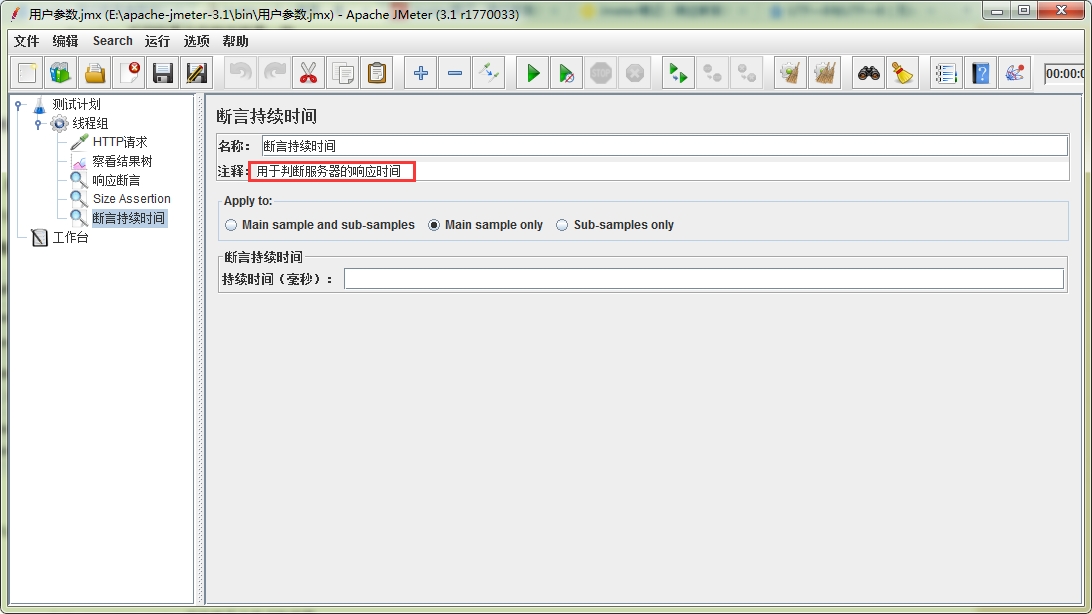 用户参数.jmx (E:\apache-jmeter-3.1\bin\用户参数.jmx) - Apache JMeter (3.1 r1770033)
文件 编辑 Search 运行 选项 帮助
STOP
00:00:0
测试计划
线程组
HTTP请求
察看结果树
响应断言
Size Assertion
断言持续时间
工作台
断言持续时间
名称： 断言持续时间
注释： 用于判断服务器的响应时间
Apply to:
Main sample and sub-samples Main sample only Sub-samples only
断言持续时间
持续时间（毫秒）：